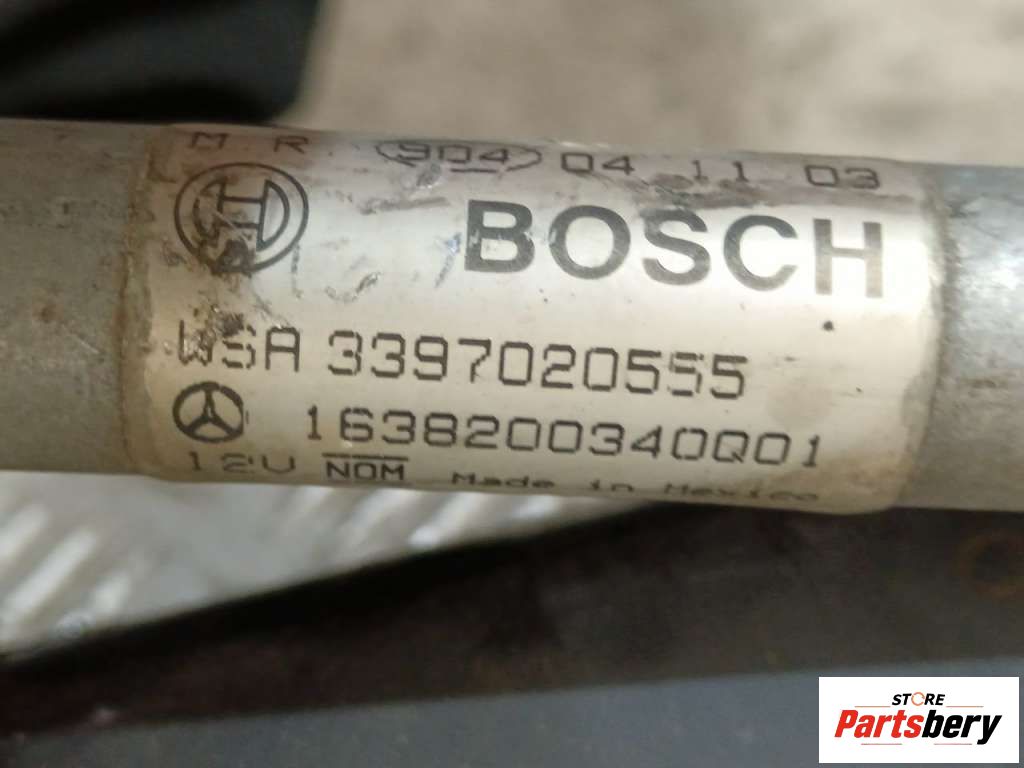 M R 904 04 11 03
BOSCH
WSA 3397020555
1638200340Q01
12V NOM Made in Mexico
STORE
Partsbery